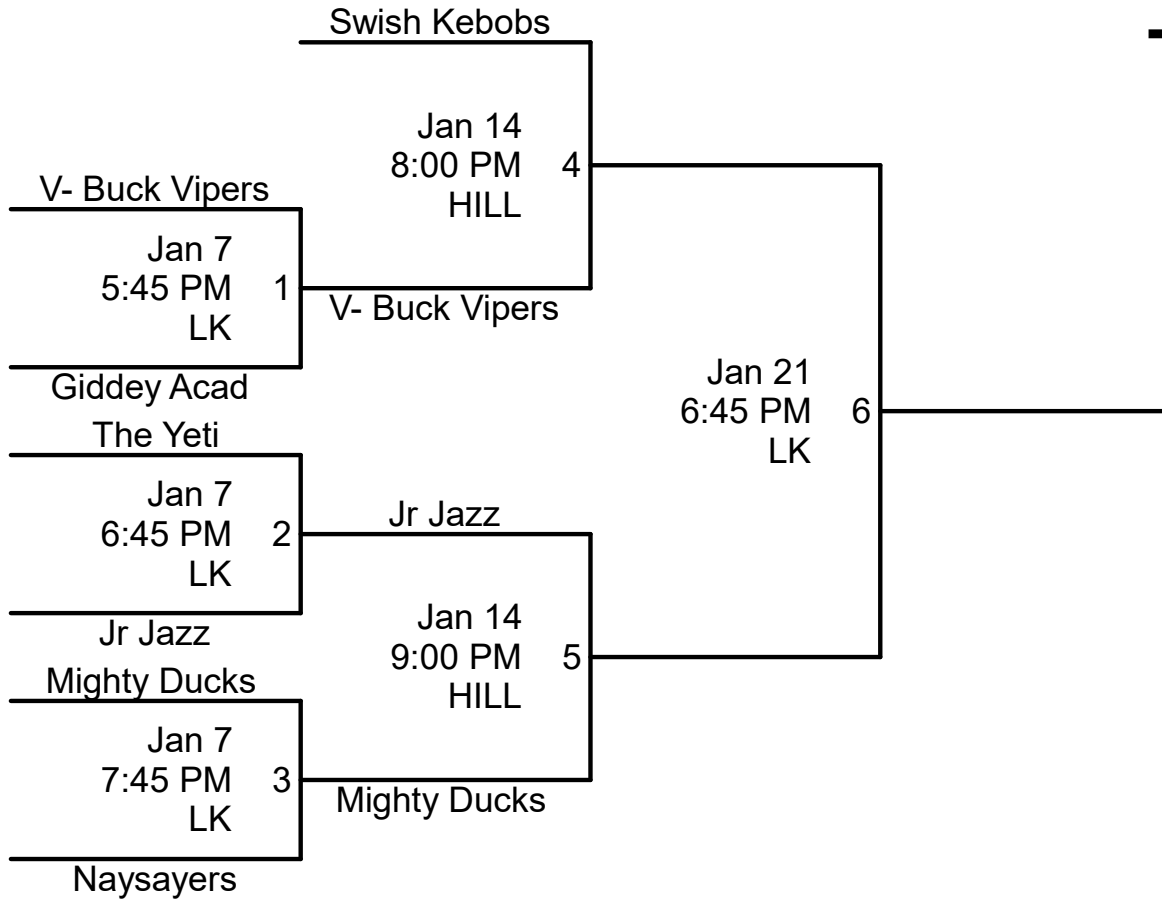 Swish Kebobs
Jan 14
8:00 PM 4
HILL
V- Buck Vipers
Jan 7
5:45 PM 1
LK
V- Buck Vipers
Giddey Acad
Jan 21
6:45 PM 6
LK
The Yeti
Jan 7
6:45 PM 2
LK
Jr Jazz
Jr Jazz
Jan 14
9:00 PM 5
HILL
Mighty Ducks
Jan 7
7:45 PM 3
LK
Mighty Ducks
Naysayers